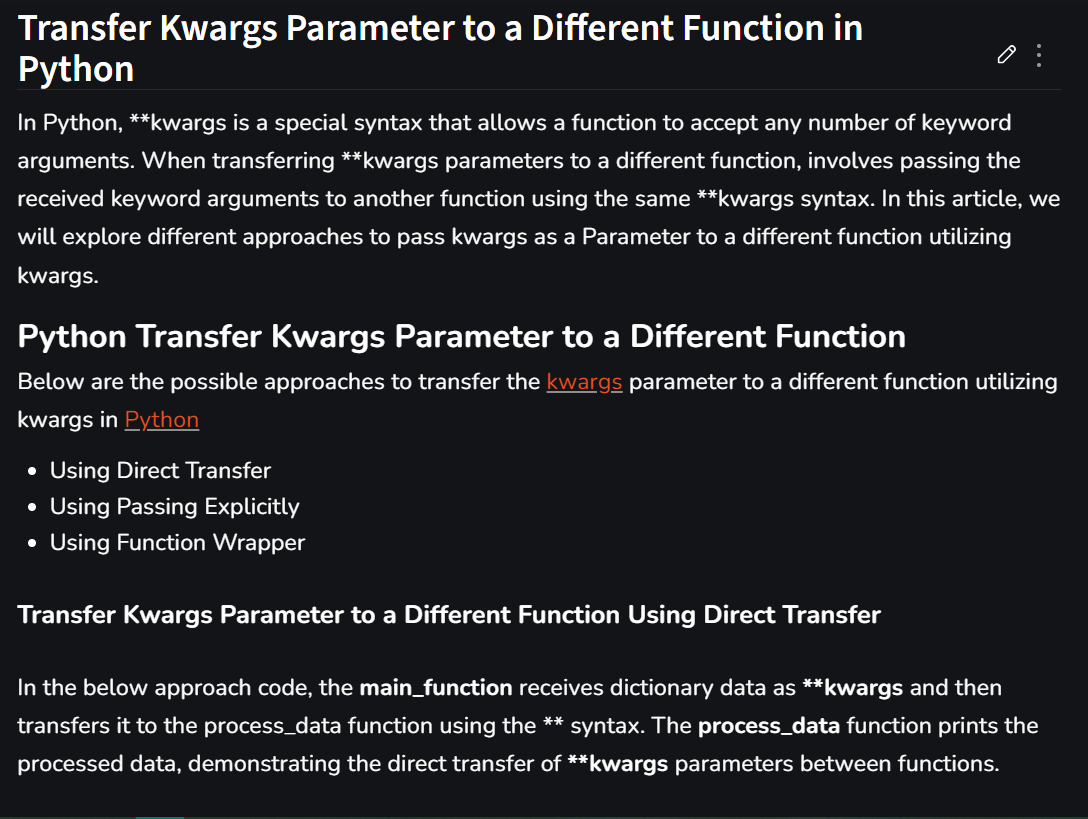 Transfer Kwargs Parameter to a Different Function in
Python
In Python, **kwargs is a special syntax that allows a function to accept any number of keyword
arguments. When transferring **kwargs parameters to a different function, involves passing the
received keyword arguments to another function using the same **kwargs syntax. In this article, we
will explore different approaches to pass kwargs as a Parameter to a different function utilizing
kwargs.
Python Transfer Kwargs Parameter to a Different Function
Below are the possible approaches to transfer the kwargs parameter to a different function utilizing
kwargs in Python
• Using Direct Transfer
• Using Passing Explicitly
• Using Function Wrapper
Transfer Kwargs Parameter to a Different Function Using Direct Transfer
In the below approach code, the main_function receives dictionary data as **kwargs and then
transfers it to the process_data function using the ** syntax. The process_data function prints the
processed data, demonstrating the direct transfer of **kwargs parameters between functions.